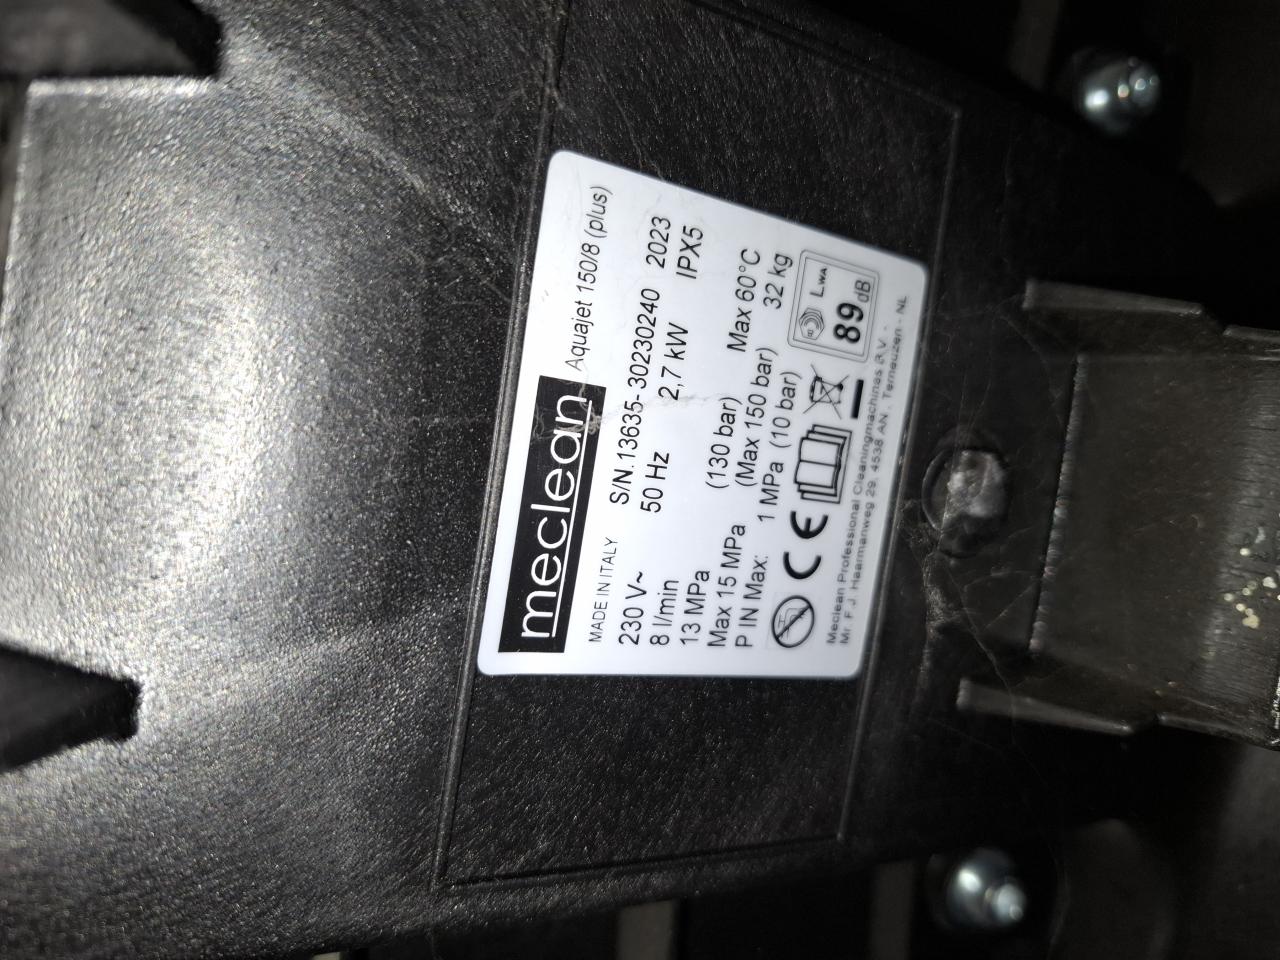 meclean Aquajet 150/8 (plus)
MADE IN ITALY S/N.13635-30230240 2023
230 V~ 50 Hz 2,7 kW IPX5
8 l/min
13 MPa (130 bar) Max 60°C
Max 15 MPa (Max 150 bar) 32 kg
P IN Max: 1 MPa (10 bar)
CE LWA
89dB
Meclean Professional Cleaningmachines B.V. -
Mr. F.J. Haarmanweg 29, 4538 AN - Terneuzen - NL